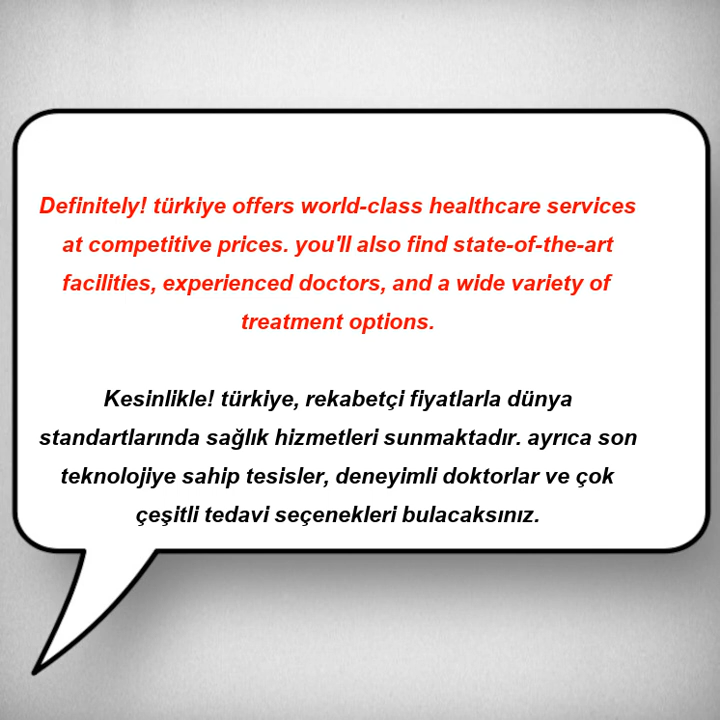 Definitely! türkiye offers world-class healthcare services
at competitive prices. you'll also find state-of-the-art
facilities, experienced doctors, and a wide variety of
treatment options.
Kesinlikle! türkiye, rekabetçi fiyatlarla dünya
standartlarında sağlık hizmetleri sunmaktadır. ayrıca son
teknolojiye sahip tesisler, deneyimli doktorlar ve çok
çeşitli tedavi seçenekleri bulacaksınız.